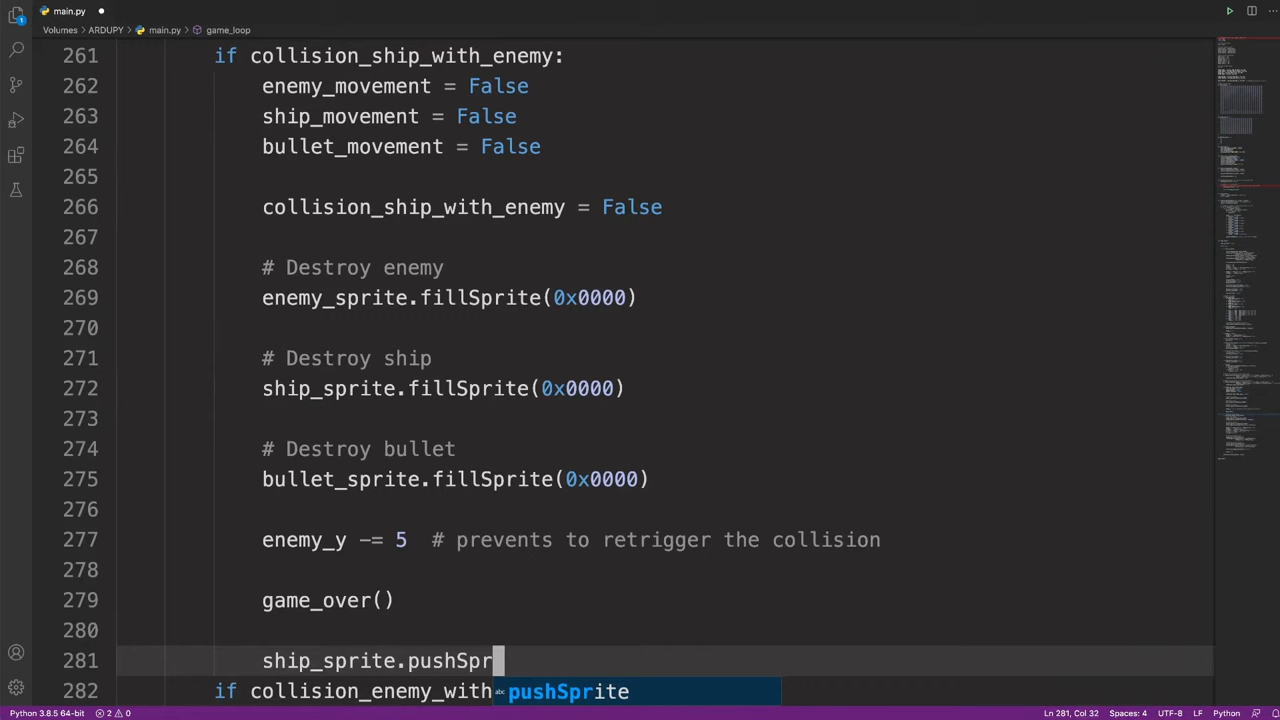 main.py
Volumes › ARDUPY › main.py › game_loop
261 if collision_ship_with_enemy:
262 enemy_movement = False
263 ship_movement = False
264 bullet_movement = False
265
266 collision_ship_with_enemy = False
267
268 # Destroy enemy
269 enemy_sprite.fillSprite(0x0000)
270
271 # Destroy ship
272 ship_sprite.fillSprite(0x0000)
273
274 # Destroy bullet
275 bullet_sprite.fillSprite(0x0000)
276
277 enemy_y -= 5 # prevents to retrigger the collision
278
279 game_over()
280
281 ship_sprite.pushSpr
282 if collision_enemy_with
abc pushSprite
1
Python 3.8.5 64-bit 2 0 Ln 281, Col 32 Spaces: 4 UTF-8 LF Python